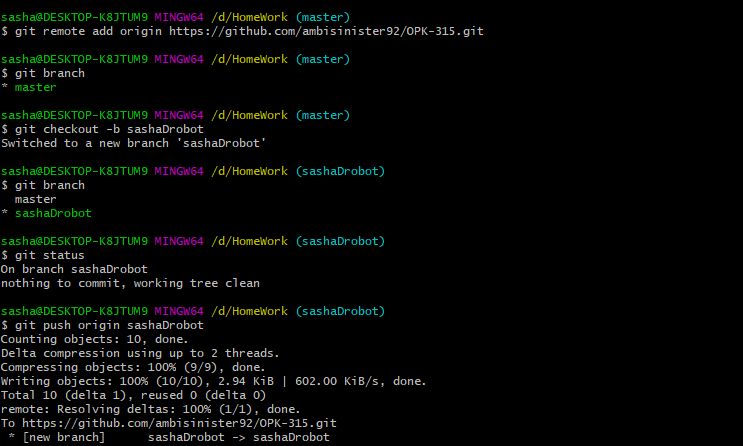 sasha@DESKTOP-K8JTUM9 MINGW64 /d/HomeWork (master)
$ git remote add origin https://github.com/ambisinister92/OPK-315.git
sasha@DESKTOP-K8JTUM9 MINGW64 /d/HomeWork (master)
$ git branch
* master
sasha@DESKTOP-K8JTUM9 MINGW64 /d/HomeWork (master)
$ git checkout -b sashaDrobot
Switched to a new branch 'sashaDrobot'
sasha@DESKTOP-K8JTUM9 MINGW64 /d/HomeWork (sashaDrobot)
$ git branch
  master
* sashaDrobot
sasha@DESKTOP-K8JTUM9 MINGW64 /d/HomeWork (sashaDrobot)
$ git status
On branch sashaDrobot
nothing to commit, working tree clean
sasha@DESKTOP-K8JTUM9 MINGW64 /d/HomeWork (sashaDrobot)
$ git push origin sashaDrobot
Counting objects: 10, done.
Delta compression using up to 2 threads.
Compressing objects: 100% (9/9), done.
Writing objects: 100% (10/10), 2.94 KiB | 602.00 KiB/s, done.
Total 10 (delta 1), reused 0 (delta 0)
remote: Resolving deltas: 100% (1/1), done.
To https://github.com/ambisinister92/OPK-315.git
 * [new branch]      sashaDrobot -> sashaDrobot